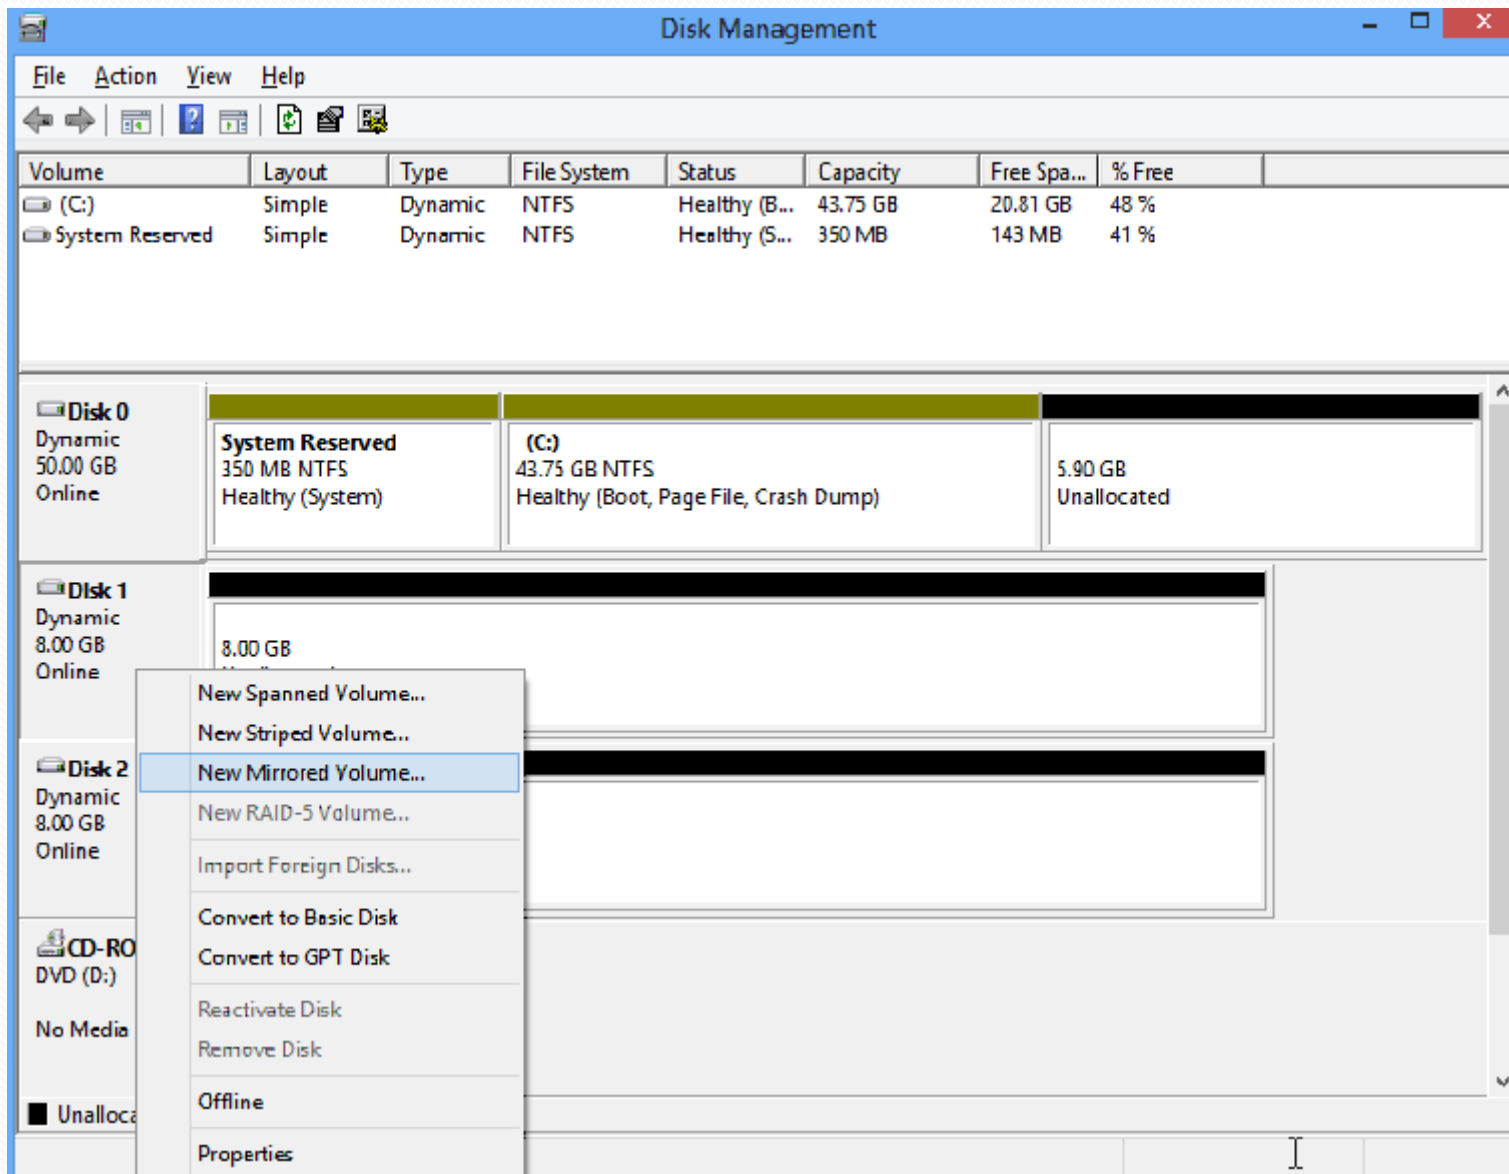 Disk Management
File Action View Help
Volume Layout Type File System Status Capacity Free Spa... % Free
(C:) Simple Dynamic NTFS Healthy (B... 43.75 GB 20.81 GB 48 %
System Reserved Simple Dynamic NTFS Healthy (S... 350 MB 143 MB 41 %
Disk 0
Dynamic
50.00 GB
Online
System Reserved
350 MB NTFS
Healthy (System)
(C:)
43.75 GB NTFS
Healthy (Boot, Page File, Crash Dump)
5.90 GB
Unallocated
Disk 1
Dynamic
8.00 GB
Online
8.00 GB
Disk 2
Dynamic
8.00 GB
Online
CD-RO
DVD (D:)
No Media
Unalloca
New Spanned Volume...
New Striped Volume...
New Mirrored Volume...
New RAID-5 Volume...
Import Foreign Disks...
Convert to Basic Disk
Convert to GPT Disk
Reactivate Disk
Remove Disk
Offline
Properties